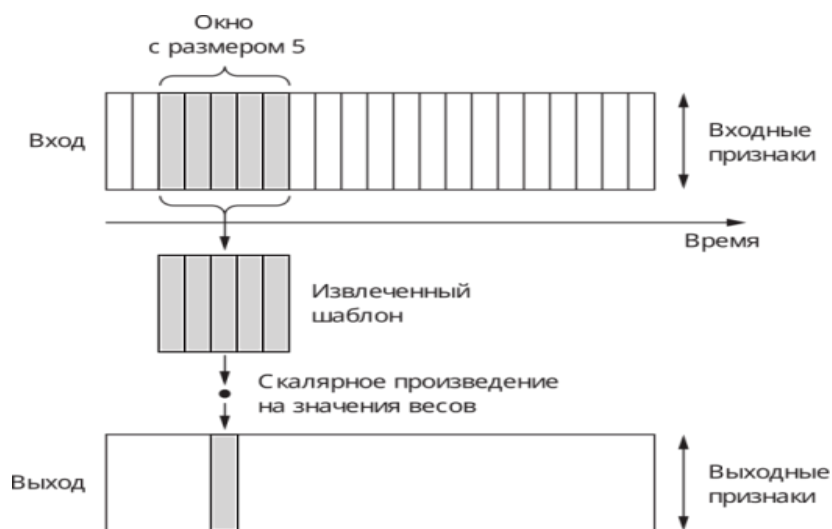 Окно
с размером 5
Вход
Входные
признаки
Время
Извлеченный
шаблон
Скалярное произведение
на значения весов
Выход
Выходные
признаки